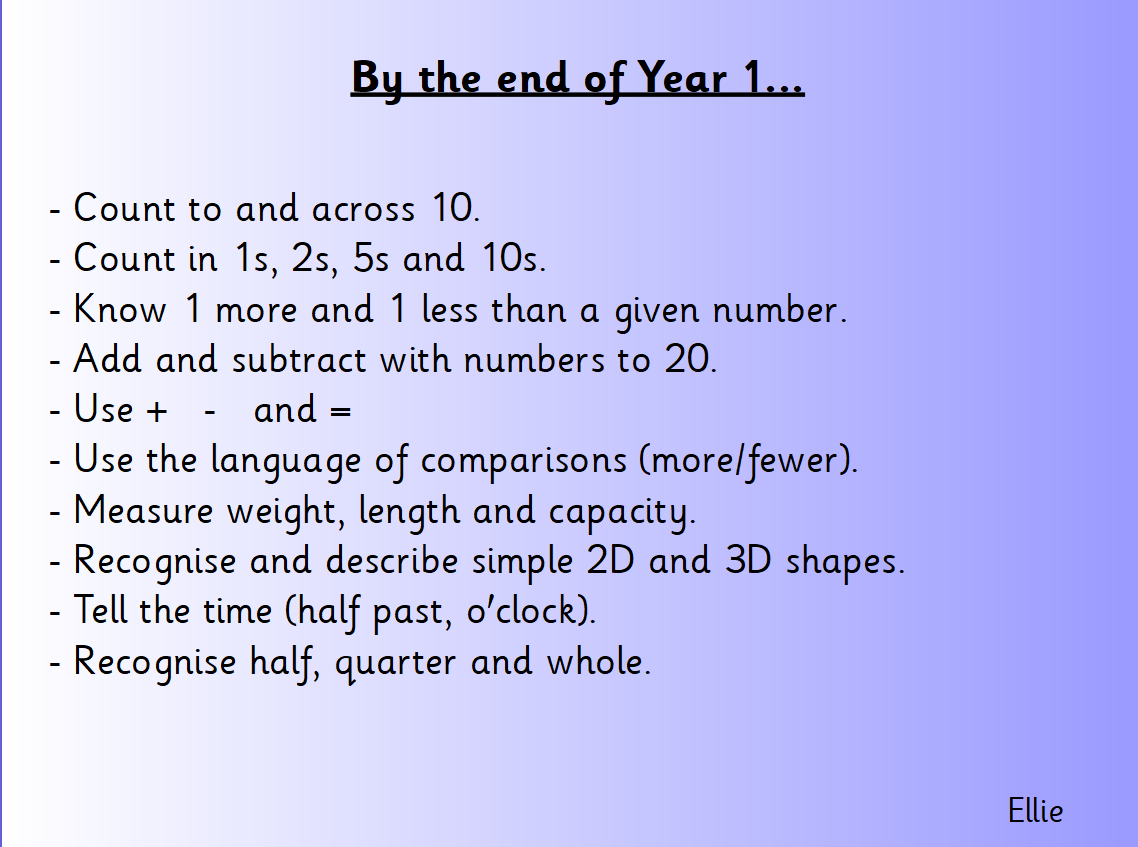 By the end of Year 1...
- Count to and across 10.
- Count in 1s, 2s, 5s and 10s.
- Know 1 more and 1 less than a given number.
- Add and subtract with numbers to 20.
- Use + - and =
- Use the language of comparisons (more/fewer).
- Measure weight, length and capacity.
- Recognise and describe simple 2D and 3D shapes.
- Tell the time (half past, o'clock).
- Recognise half, quarter and whole.
Ellie